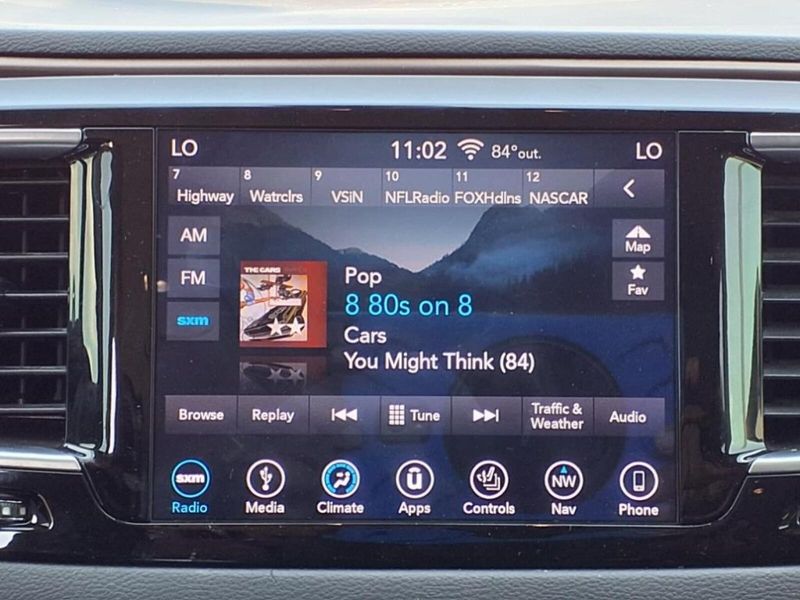 LO 11:02 84° out. LO
7 8 9 10 11 12
Highway Watrclrs VSiN NFLRadio FOXHdlns NASCAR
AM
Map
FM
Fav
sxm
THE CARS
Pop
8 80s on 8
Cars
You Might Think (84)
Browse Replay Tune Traffic & Weather Audio
sxm NW
Radio Media Climate Apps Controls Nav Phone